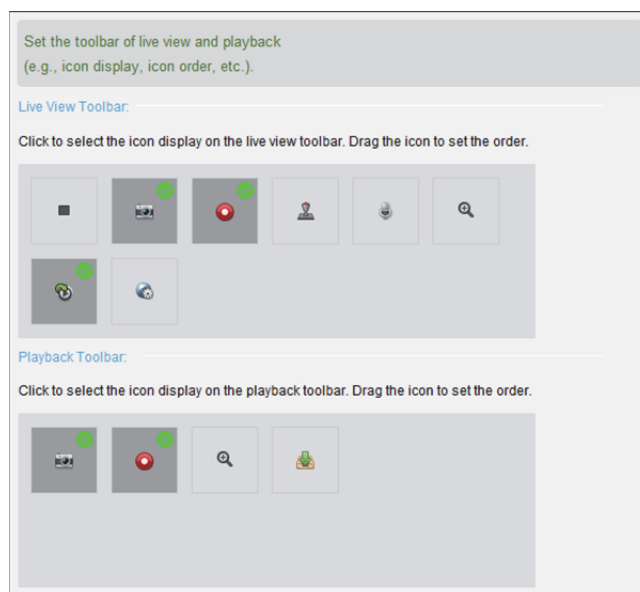 Set the toolbar of live view and playback
(e.g., icon display, icon order, etc.).
Live View Toolbar:
Click to select the icon display on the live view toolbar. Drag the icon to set the order.
Playback Toolbar:
Click to select the icon display on the playback toolbar. Drag the icon to set the order.